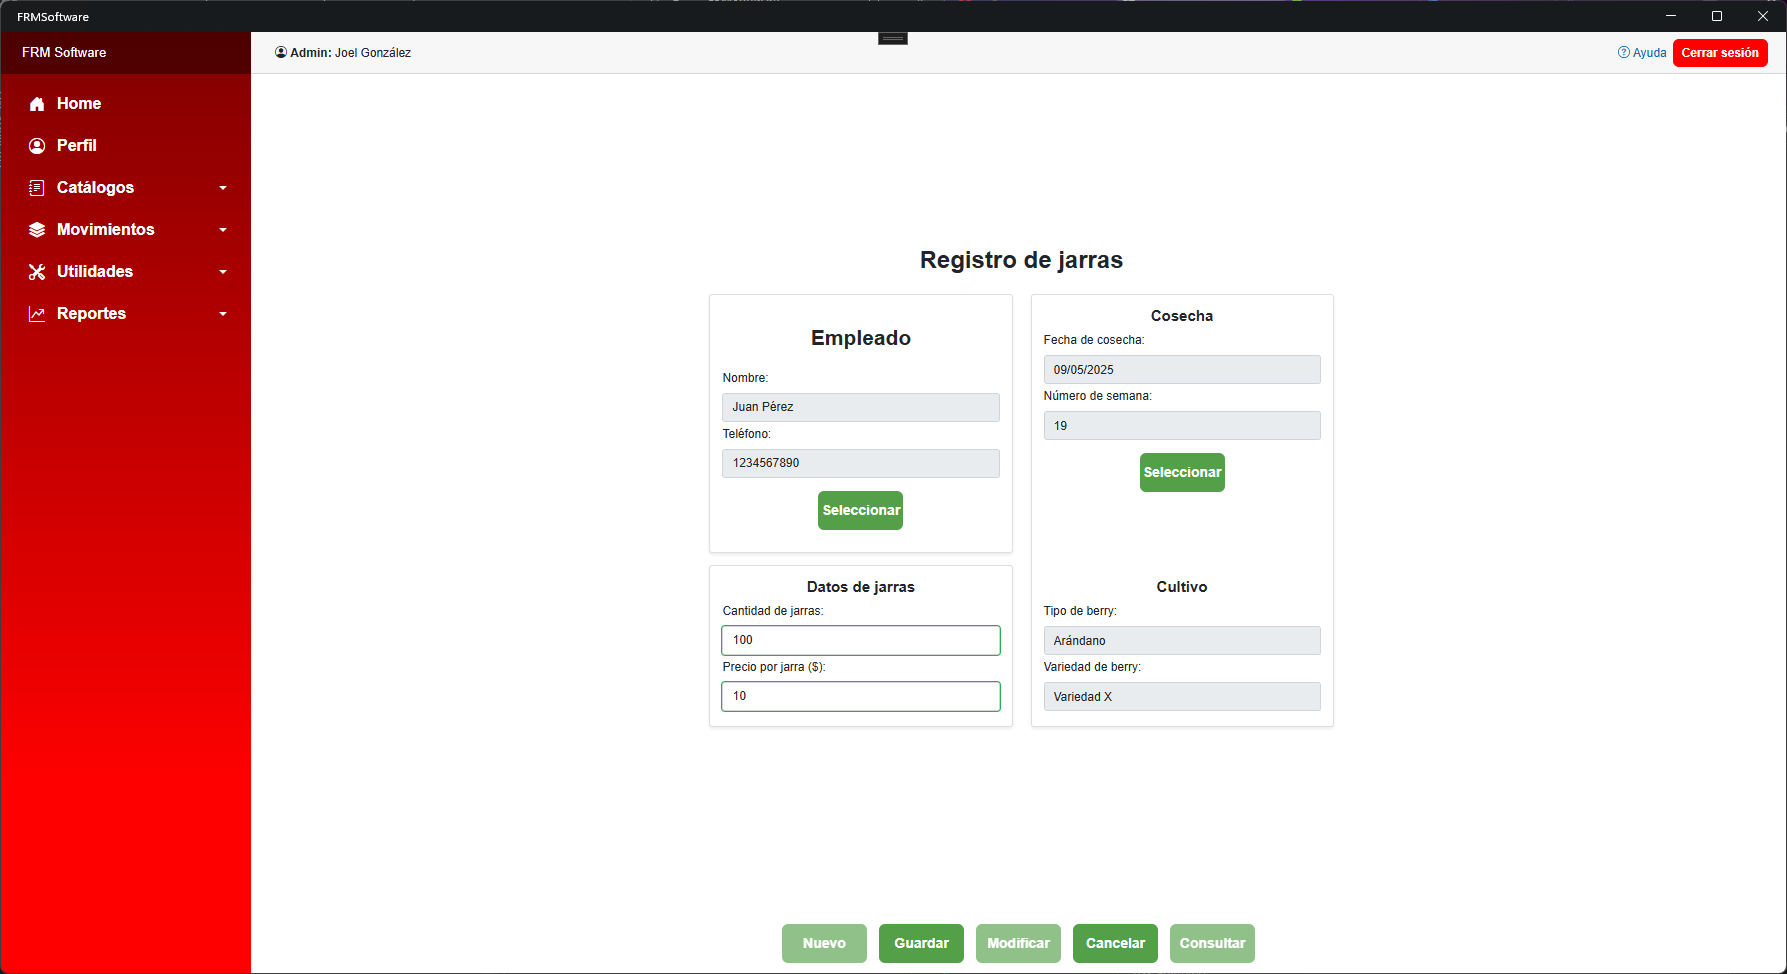 FRMSoftware
FRM Software
Admin: Joel González
Ayuda
Cerrar sesión
Home
Perfil
Catálogos
Movimientos
Utilidades
Reportes
Registro de jarras
Empleado
Nombre:
Juan Pérez
Teléfono:
1234567890
Seleccionar
Cosecha
Fecha de cosecha:
09/05/2025
Número de semana:
19
Seleccionar
Datos de jarras
Cantidad de jarras:
100
Precio por jarra ($):
10
Cultivo
Tipo de berry:
Arándano
Variedad de berry:
Variedad X
Nuevo
Guardar
Modificar
Cancelar
Consultar